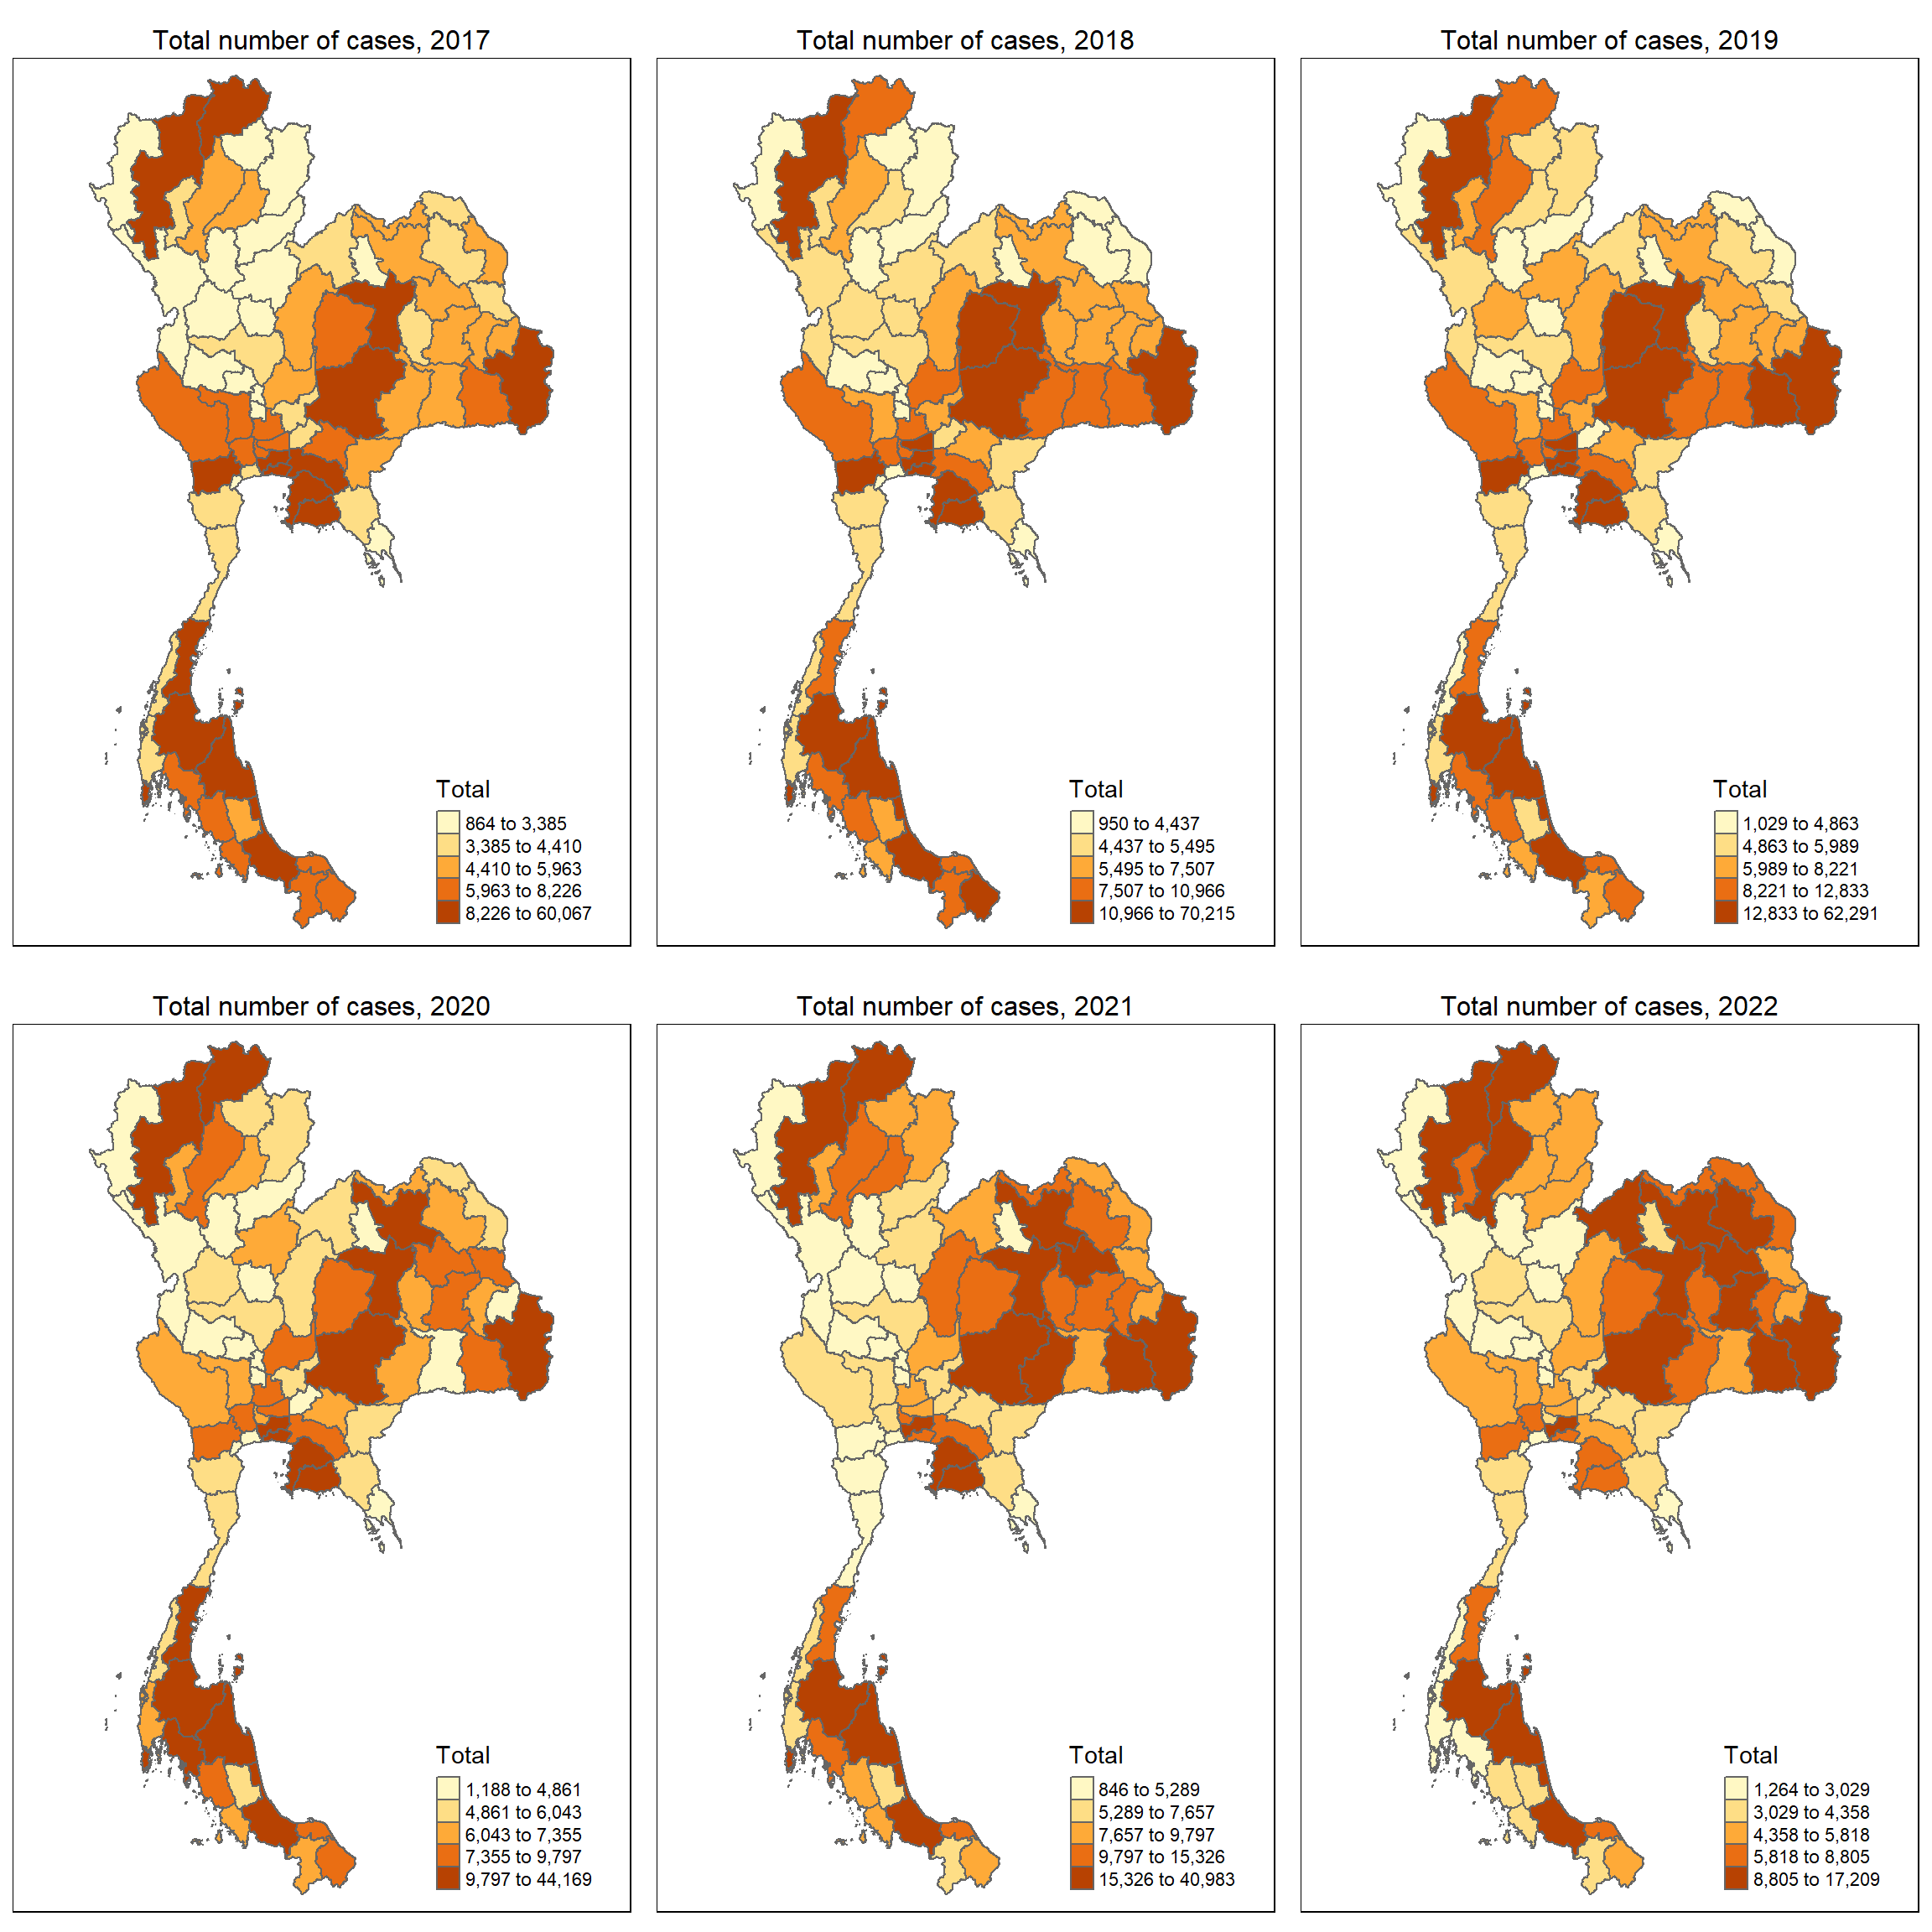 Total number of cases, 2017
Total
864 to 3,385
3,385 to 4,410
4,410 to 5,963
5,963 to 8,226
8,226 to 60,067
Total number of cases, 2018
Total
950 to 4,437
4,437 to 5,495
5,495 to 7,507
7,507 to 10,966
10,966 to 70,215
Total number of cases, 2019
Total
1,029 to 4,863
4,863 to 5,989
5,989 to 8,221
8,221 to 12,833
12,833 to 62,291
Total number of cases, 2020
Total
1,188 to 4,861
4,861 to 6,043
6,043 to 7,355
7,355 to 9,797
9,797 to 44,169
Total number of cases, 2021
Total
846 to 5,289
5,289 to 7,657
7,657 to 9,797
9,797 to 15,326
15,326 to 40,983
Total number of cases, 2022
Total
1,264 to 3,029
3,029 to 4,358
4,358 to 5,818
5,818 to 8,805
8,805 to 17,209